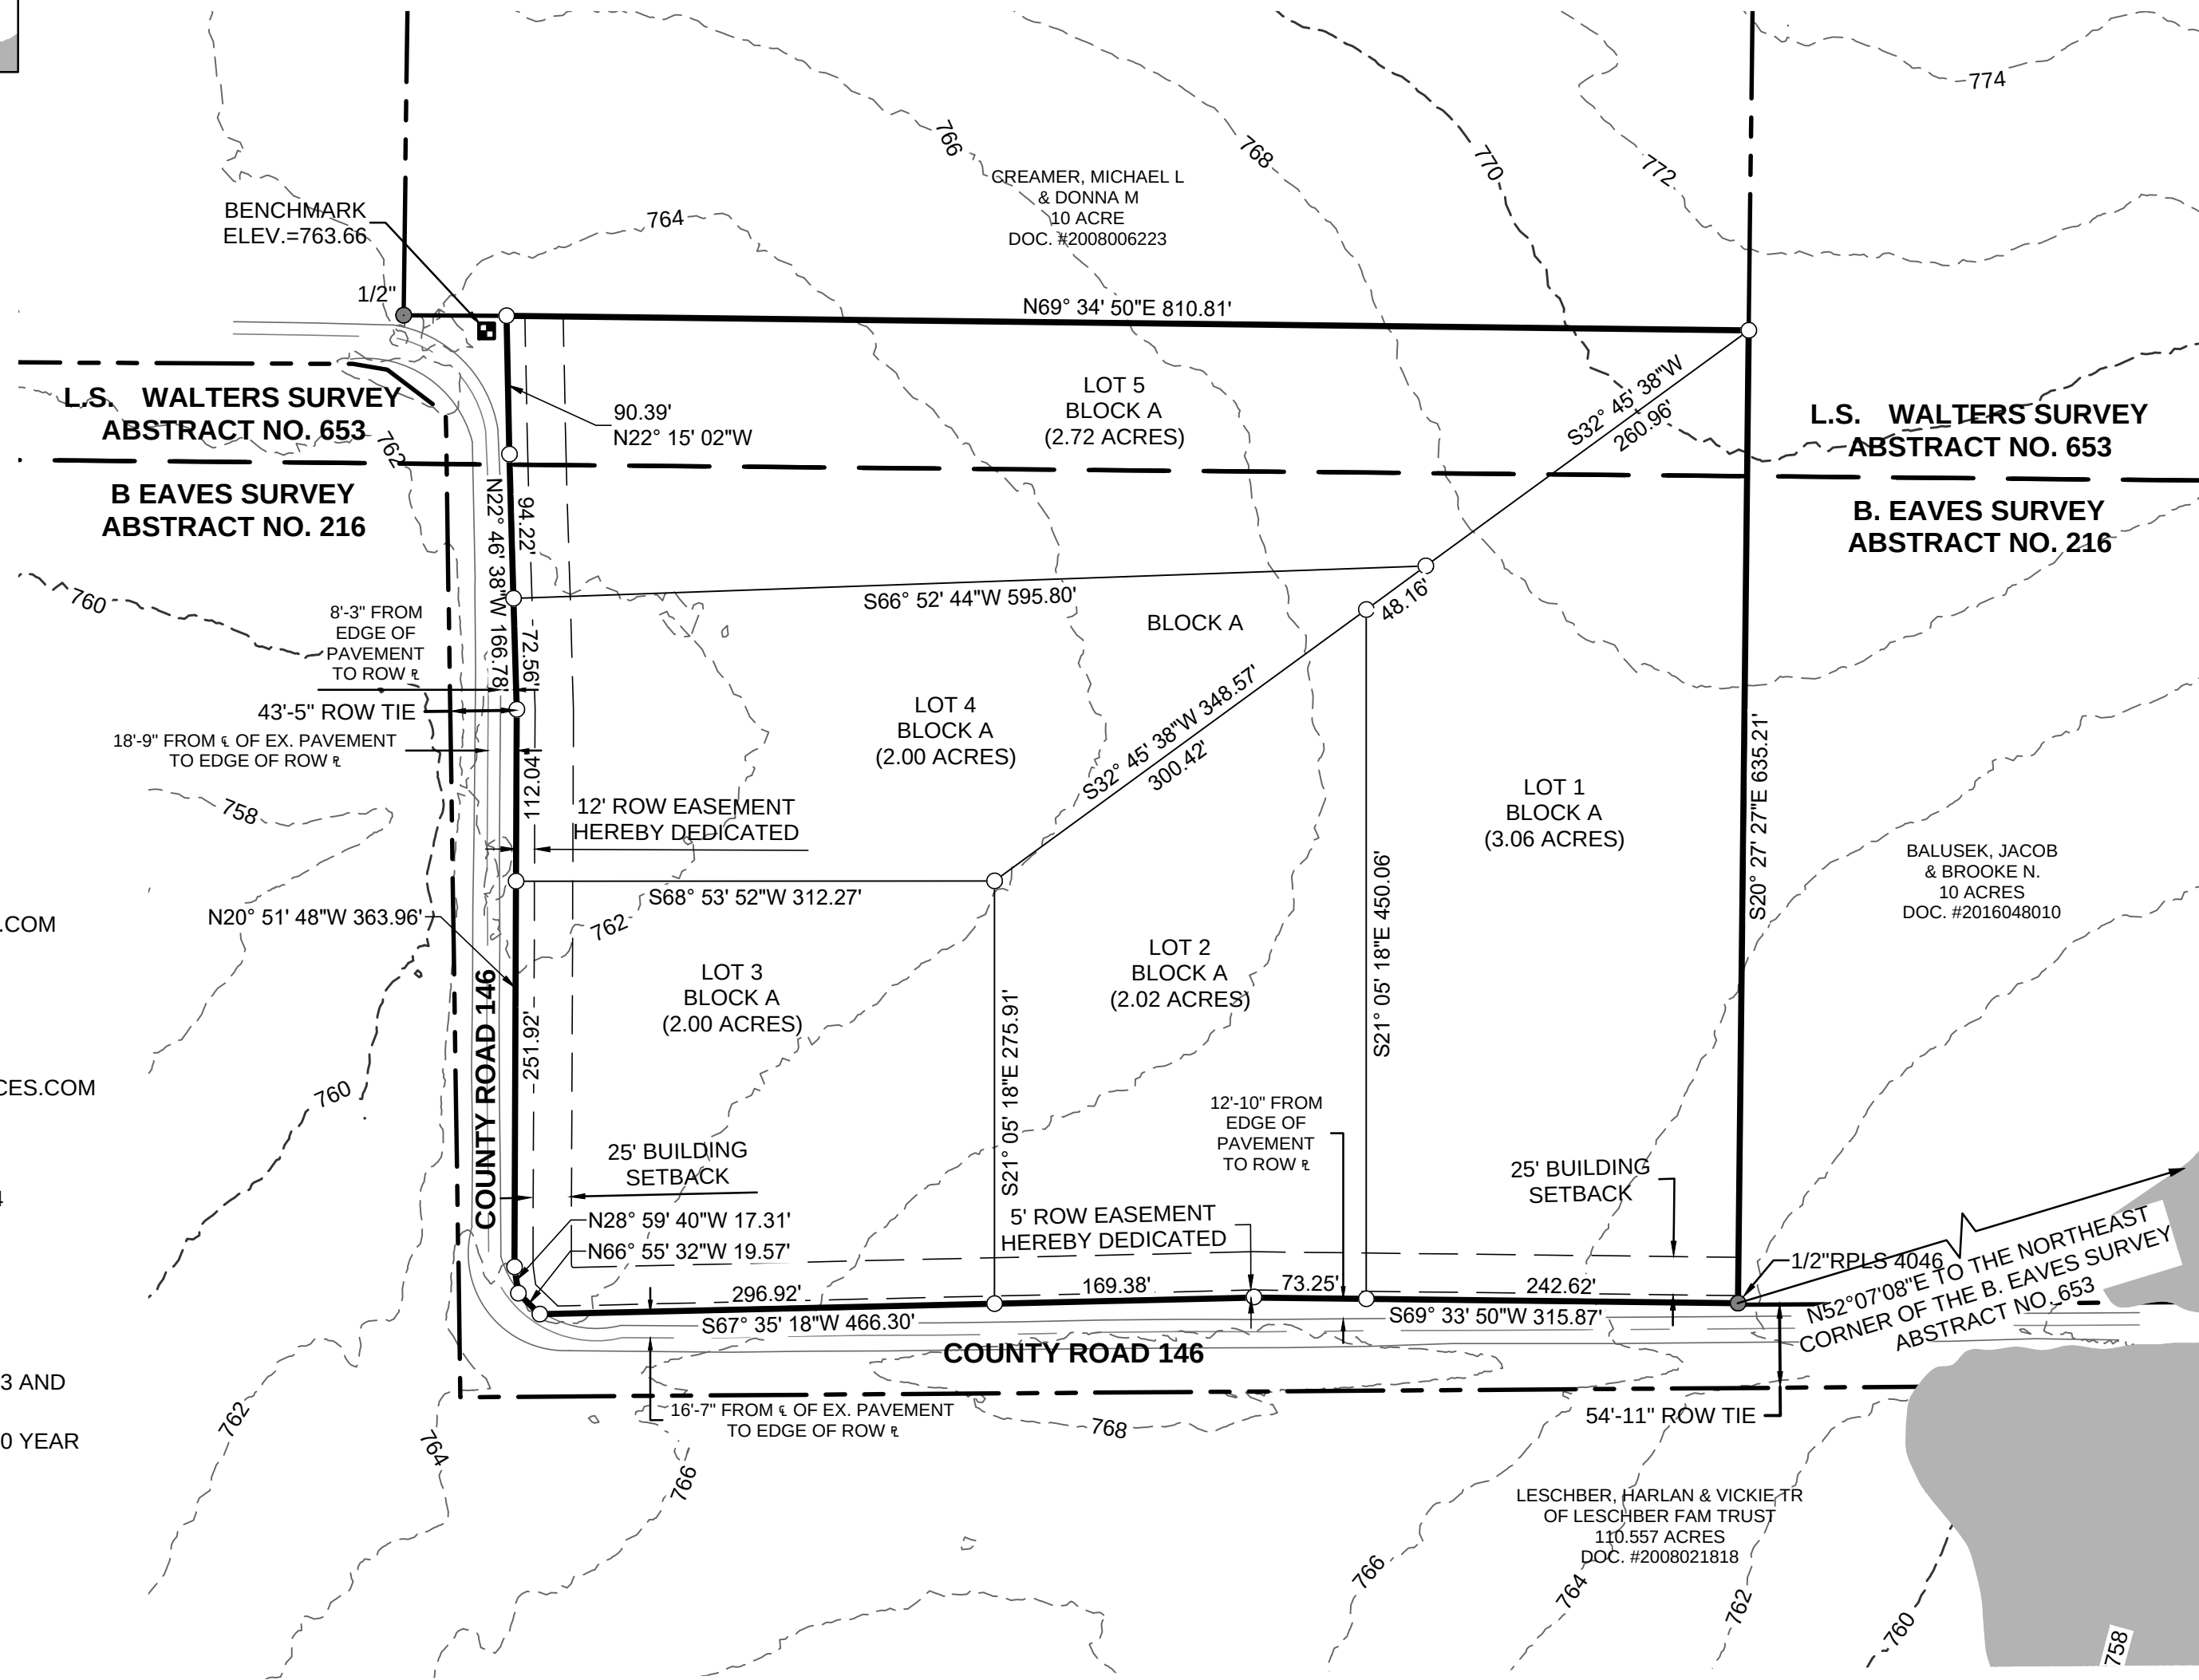 774
766
768
770
772
CREAMER, MICHAEL L
& DONNA M
10 ACRE
DOC. #2008006223
BENCHMARK
ELEV.=763.66
764
1/2"
N69° 34' 50"E 810.81'
L.S. WALTERS SURVEY
ABSTRACT NO. 653
B EAVES SURVEY
ABSTRACT NO. 216
762
90.39'
N22° 15' 02"W
LOT 5
BLOCK A
(2.72 ACRES)
S32° 45' 38"W
260.96'
L.S. WALTERS SURVEY
ABSTRACT NO. 653
B. EAVES SURVEY
ABSTRACT NO. 216
N22° 46' 38"W 166.78'
94.22'
72.56'
S66° 52' 44"W 595.80'
BLOCK A
48.16'
760
8'-3" FROM
EDGE OF
PAVEMENT
TO ROW ⅊
43'-5" ROW TIE
18'-9" FROM ℄ OF EX. PAVEMENT
TO EDGE OF ROW ⅊
758
112.04'
12' ROW EASEMENT
HEREBY DEDICATED
LOT 4
BLOCK A
(2.00 ACRES)
S32° 45' 38"W 348.57'
300.42'
LOT 1
BLOCK A
(3.06 ACRES)
S20° 27' 27"E 635.21'
BALUSEK, JACOB
& BROOKE N.
10 ACRES
DOC. #2016048010
S68° 53' 52"W 312.27'
N20° 51' 48"W 363.96'
762
.COM
LOT 3
BLOCK A
(2.00 ACRES)
LOT 2
BLOCK A
(2.02 ACRES)
S21° 05' 18"E 450.06'
S21° 05' 18"E 275.91'
COUNTY ROAD 146
251.92'
CES.COM
760
12'-10" FROM
EDGE OF
PAVEMENT
TO ROW ⅊
25' BUILDING
SETBACK
25' BUILDING
SETBACK
N28° 59' 40"W 17.31'
N66° 55' 32"W 19.57'
5' ROW EASEMENT
HEREBY DEDICATED
1/2"RPLS 4046
N52°07'08"E TO THE NORTHEAST
CORNER OF THE B. EAVES SURVEY
ABSTRACT NO. 653
296.92'
169.38'
73.25'
242.62'
S67° 35' 18"W 466.30'
S69° 33' 50"W 315.87'
COUNTY ROAD 146
3 AND
0 YEAR
762
764
766
16'-7" FROM ℄ OF EX. PAVEMENT
TO EDGE OF ROW ⅊
768
54'-11" ROW TIE
LESCHBER, HARLAN & VICKIE TR
OF LESCHBER FAM TRUST
110.557 ACRES
DOC. #2008021818
766
764
762
760
758